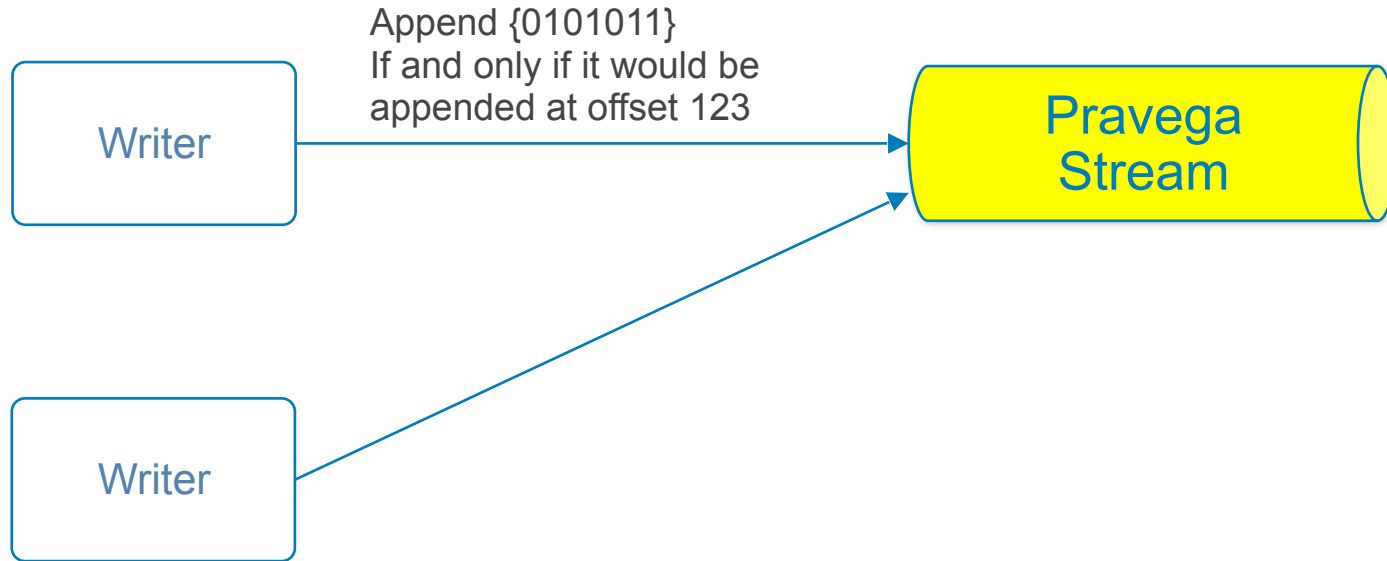 Append {0101011}
If and only if it would be
appended at offset 123
Writer
Pravega
Stream
Writer